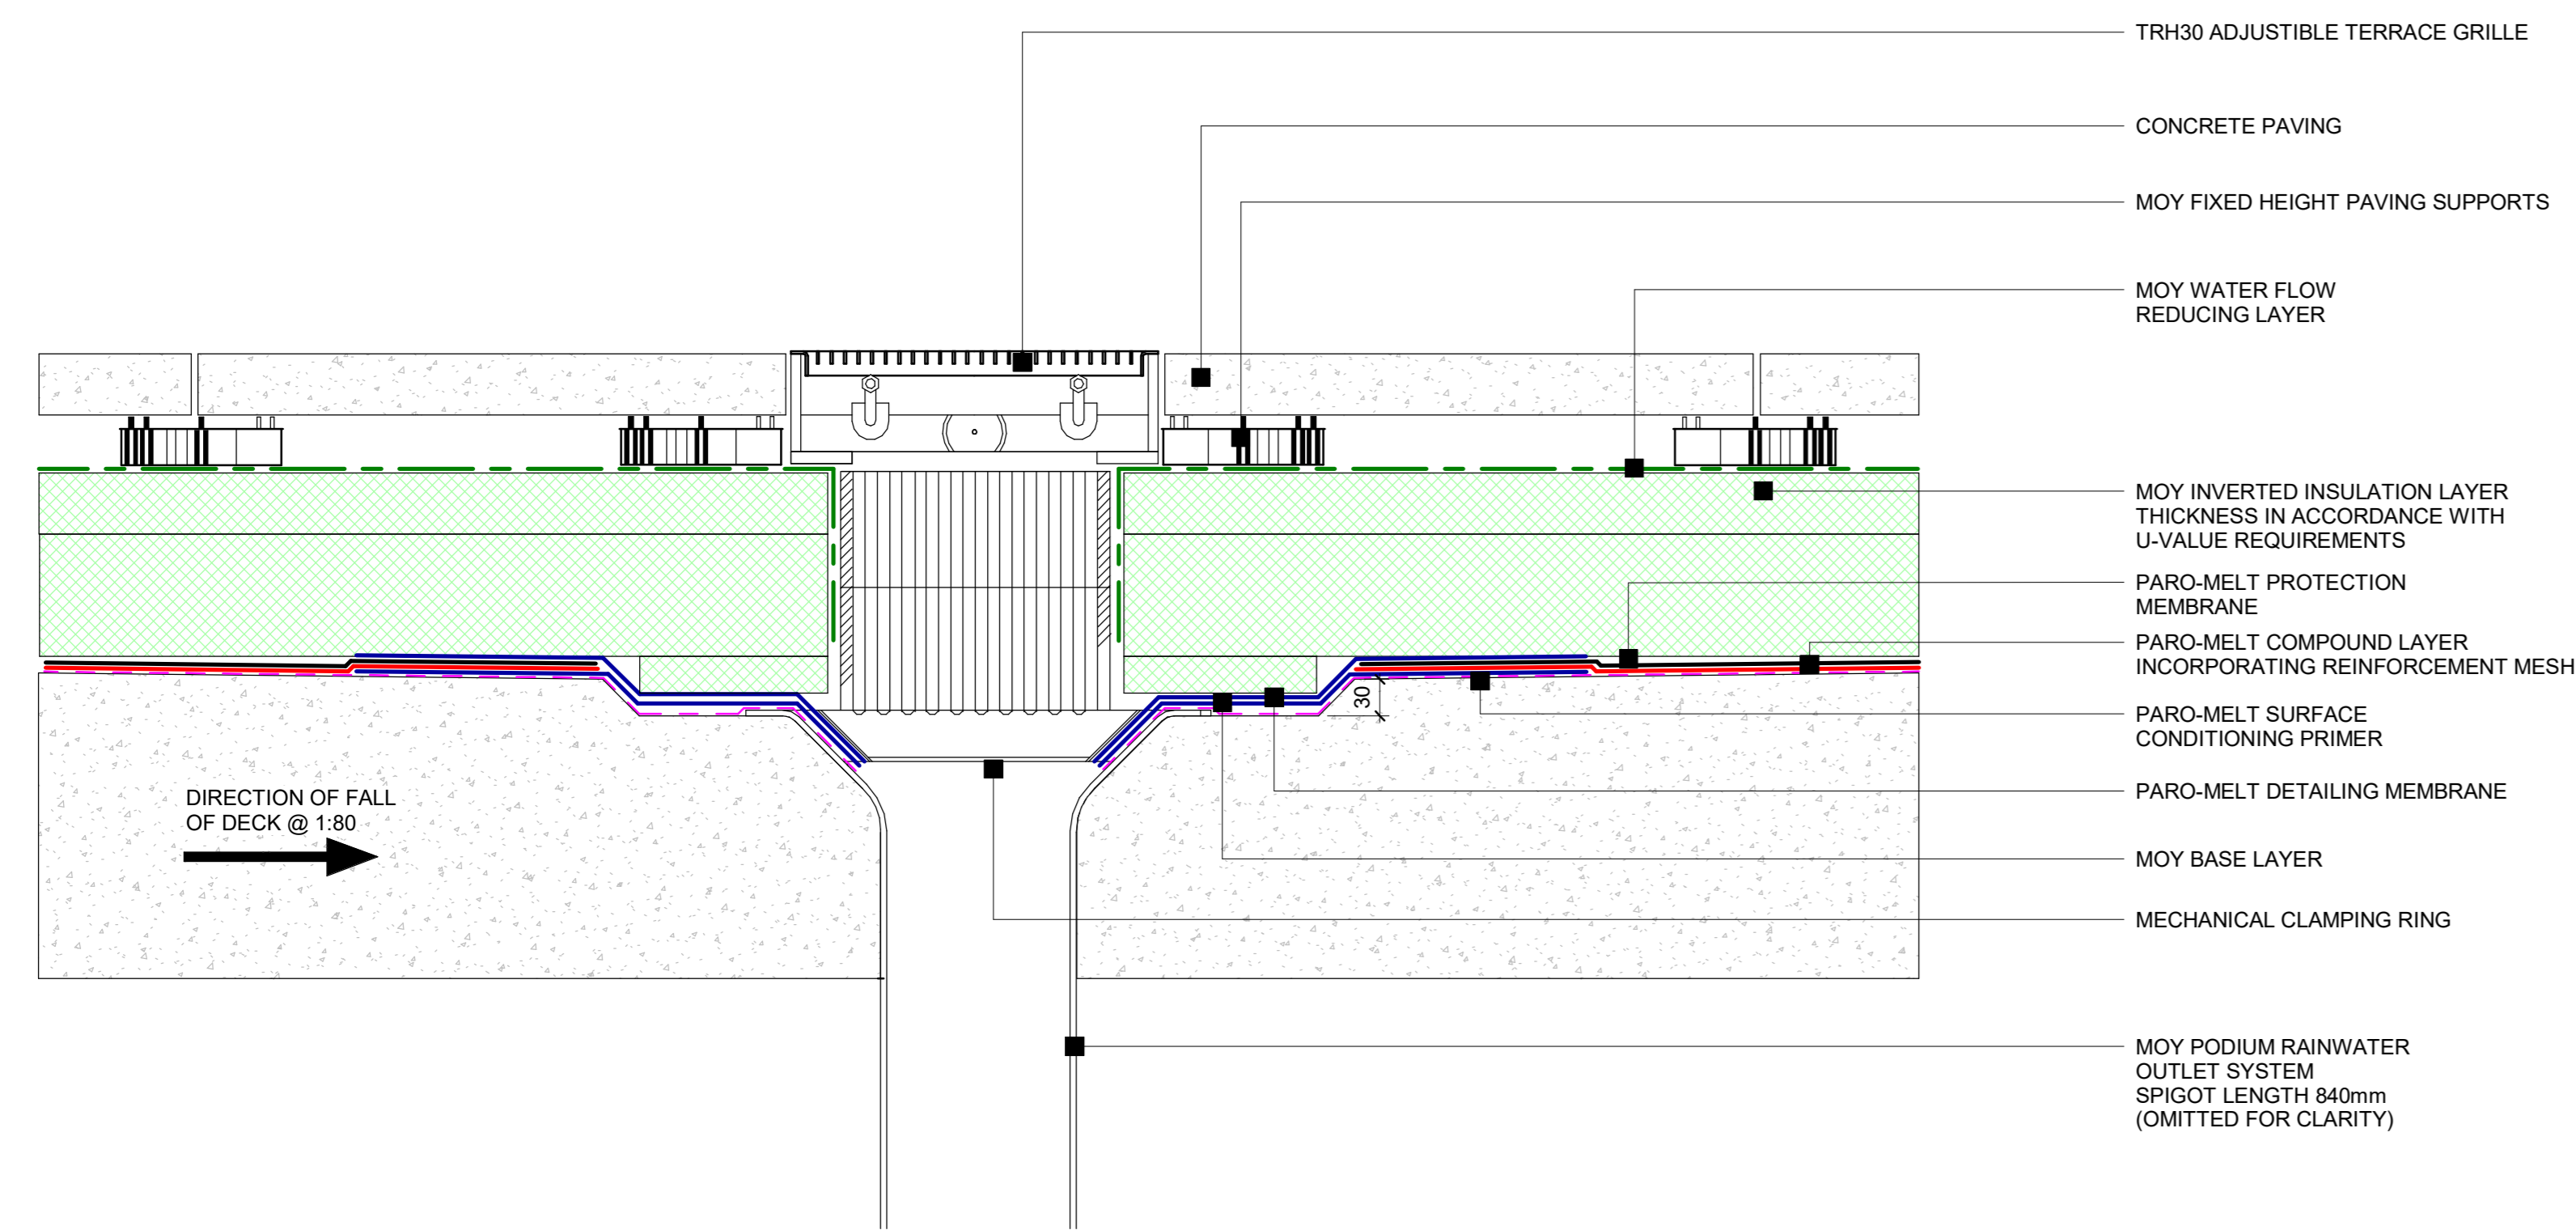 TRH30 ADJUSTIBLE TERRACE GRILLE
CONCRETE PAVING
MOY FIXED HEIGHT PAVING SUPPORTS
MOY WATER FLOW
REDUCING LAYER
MOY INVERTED INSULATION LAYER
THICKNESS IN ACCORDANCE WITH
U-VALUE REQUIREMENTS
PARO-MELT PROTECTION
MEMBRANE
PARO-MELT COMPOUND LAYER
INCORPORATING REINFORCEMENT MESH
30
PARO-MELT SURFACE
CONDITIONING PRIMER
PARO-MELT DETAILING MEMBRANE
DIRECTION OF FALL
OF DECK @ 1:80
MOY BASE LAYER
MECHANICAL CLAMPING RING
MOY PODIUM RAINWATER
OUTLET SYSTEM
SPIGOT LENGTH 840mm
(OMITTED FOR CLARITY)